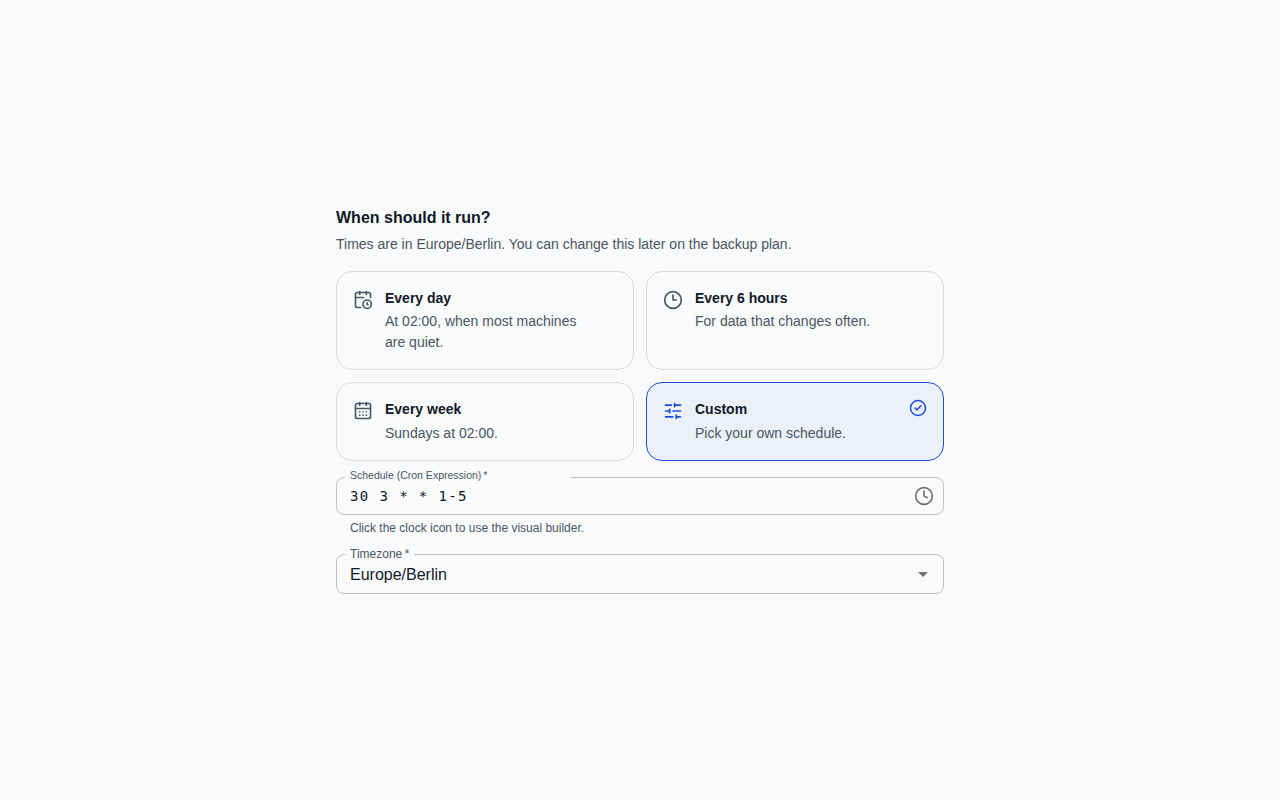 When should it run?
Times are in Europe/Berlin. You can change this later on the backup plan.
Every day
At 02:00, when most machines
are quiet.
Every 6 hours
For data that changes often.
Every week
Sundays at 02:00.
Custom
Pick your own schedule.
Schedule (Cron Expression) *
30 3 * * 1-5
Click the clock icon to use the visual builder.
Timezone *
Europe/Berlin